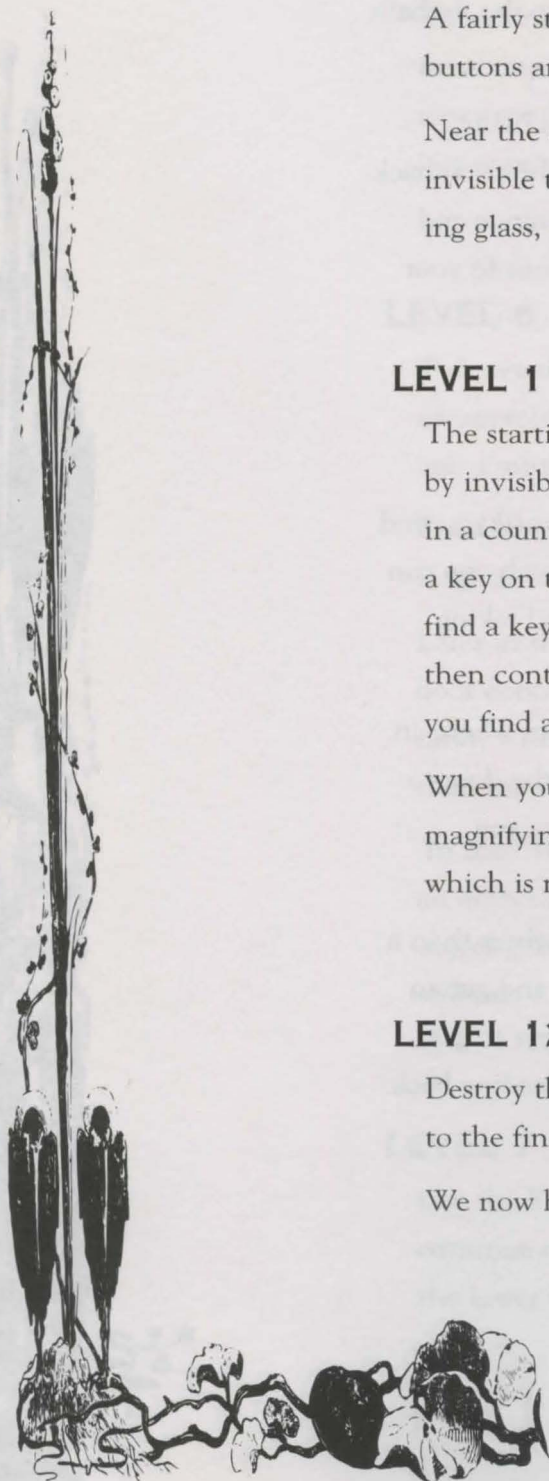 A fairly st
buttons ar
Near the
invisible t
ing glass,
LEVEL 1
The starti
by invisib
in a count
a key on t
find a key
then cont
you find a
When you
magnifyin
which is r
LEVEL 1
Destroy th
to the fin
We now h